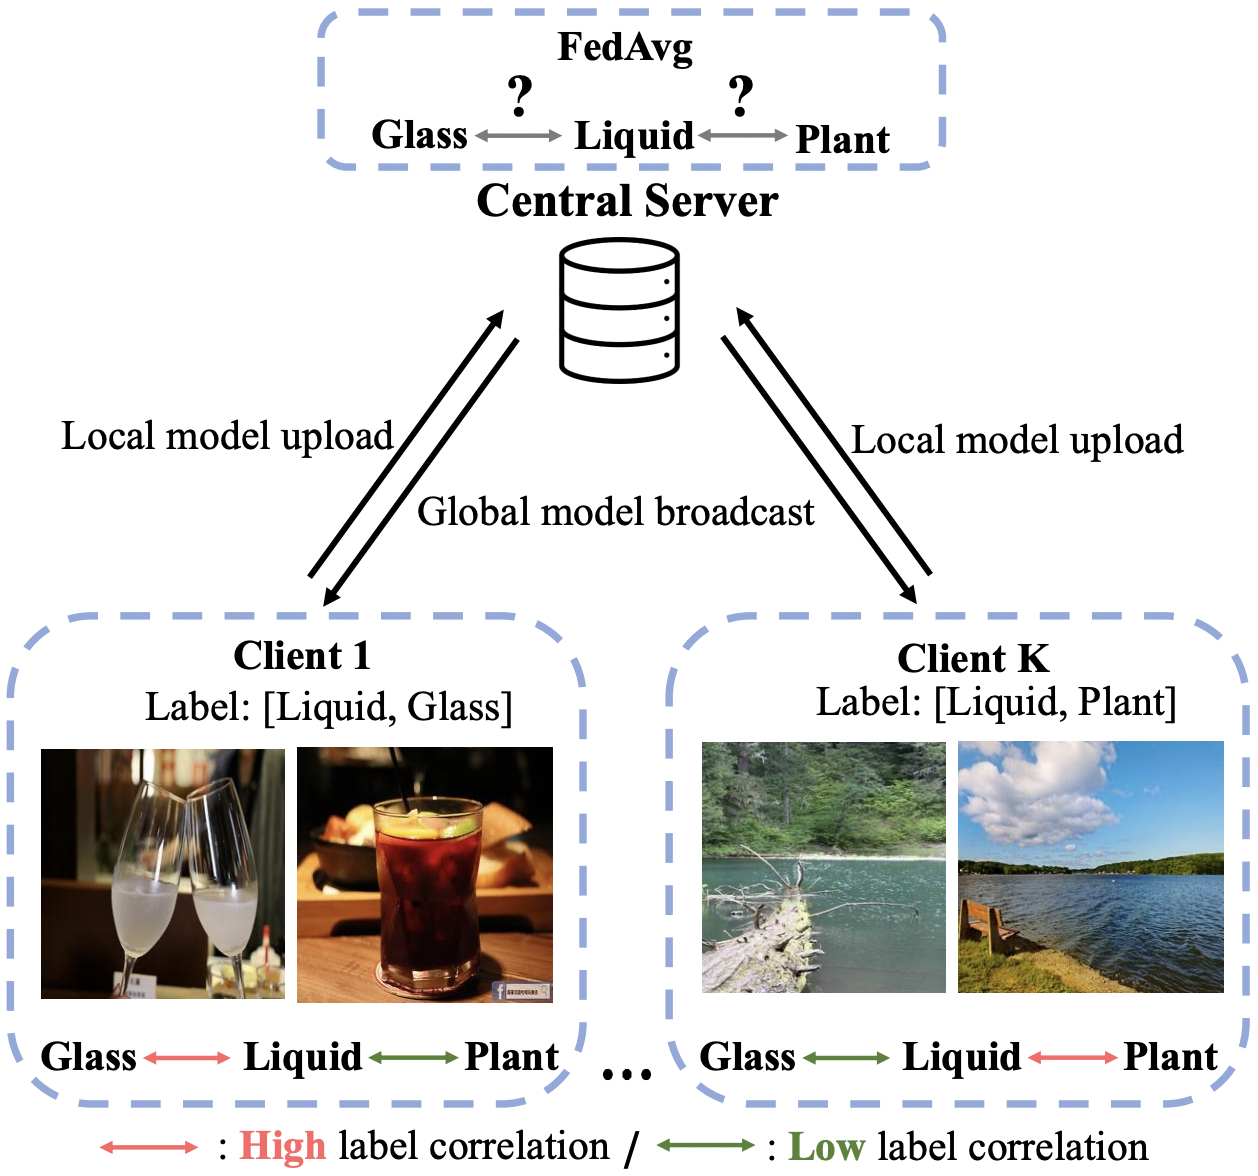 FedAvg
? ?
Glass Liquid Plant
Central Server
Local model upload
Local model upload
Global model broadcast
Client 1
Label: [Liquid, Glass]
Client K
Label: [Liquid, Plant]
Glass Liquid Plant
...
Glass Liquid Plant
: High label correlation / : Low label correlation